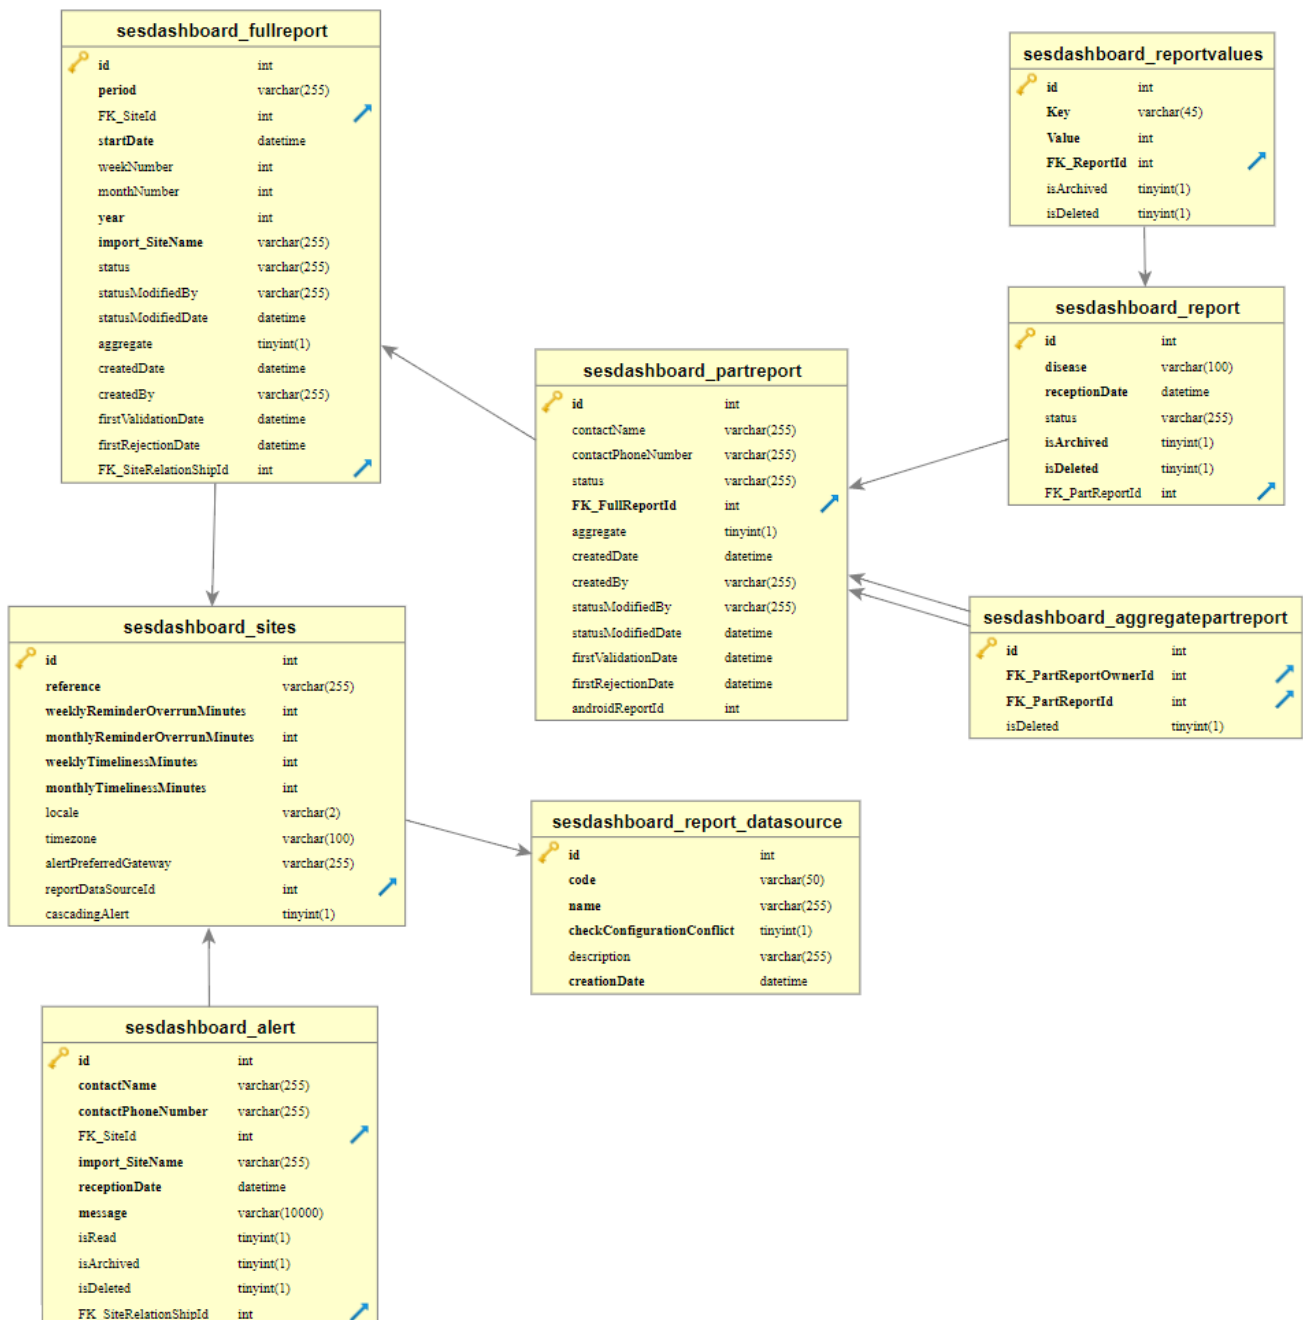 sesdashboard_fullreport
id int
period varchar(255)
FK_SiteId int
startDate datetime
weekNumber int
monthNumber int
year int
import_SiteName varchar(255)
status varchar(255)
statusModifiedBy varchar(255)
statusModifiedDate datetime
aggregate tinyint(1)
createdDate datetime
createdBy varchar(255)
firstValidationDate datetime
firstRejectionDate datetime
FK_SiteRelationShipId int
sesdashboard_reportvalues
id int
Key varchar(45)
Value int
FK_ReportId int
isArchived tinyint(1)
isDeleted tinyint(1)
sesdashboard_report
id int
disease varchar(100)
receptionDate datetime
status varchar(255)
isArchived tinyint(1)
isDeleted tinyint(1)
FK_PartReportId int
sesdashboard_partreport
id int
contactName varchar(255)
contactPhoneNumber varchar(255)
status varchar(255)
FK_FullReportId int
aggregate tinyint(1)
createdDate datetime
createdBy varchar(255)
statusModifiedBy varchar(255)
statusModifiedDate datetime
firstValidationDate datetime
firstRejectionDate datetime
androidReportId int
sesdashboard_aggregatepartreport
id int
FK_PartReportOwnerId int
FK_PartReportId int
isDeleted tinyint(1)
sesdashboard_sites
id int
reference varchar(255)
weeklyReminderOverrunMinutes int
monthlyReminderOverrunMinutes int
weeklyTimelinessMinutes int
monthlyTimelinessMinutes int
locale varchar(2)
timezone varchar(100)
alertPreferredGateway varchar(255)
reportDataSourceId int
cascadingAlert tinyint(1)
sesdashboard_report_datasource
id int
code varchar(50)
name varchar(255)
checkConfigurationConflict tinyint(1)
description varchar(255)
creationDate datetime
sesdashboard_alert
id int
contactName varchar(255)
contactPhoneNumber varchar(255)
FK_SiteId int
import_SiteName varchar(255)
receptionDate datetime
message varchar(10000)
isRead tinyint(1)
isArchived tinyint(1)
isDeleted tinyint(1)
FK_SiteRelationShipId int